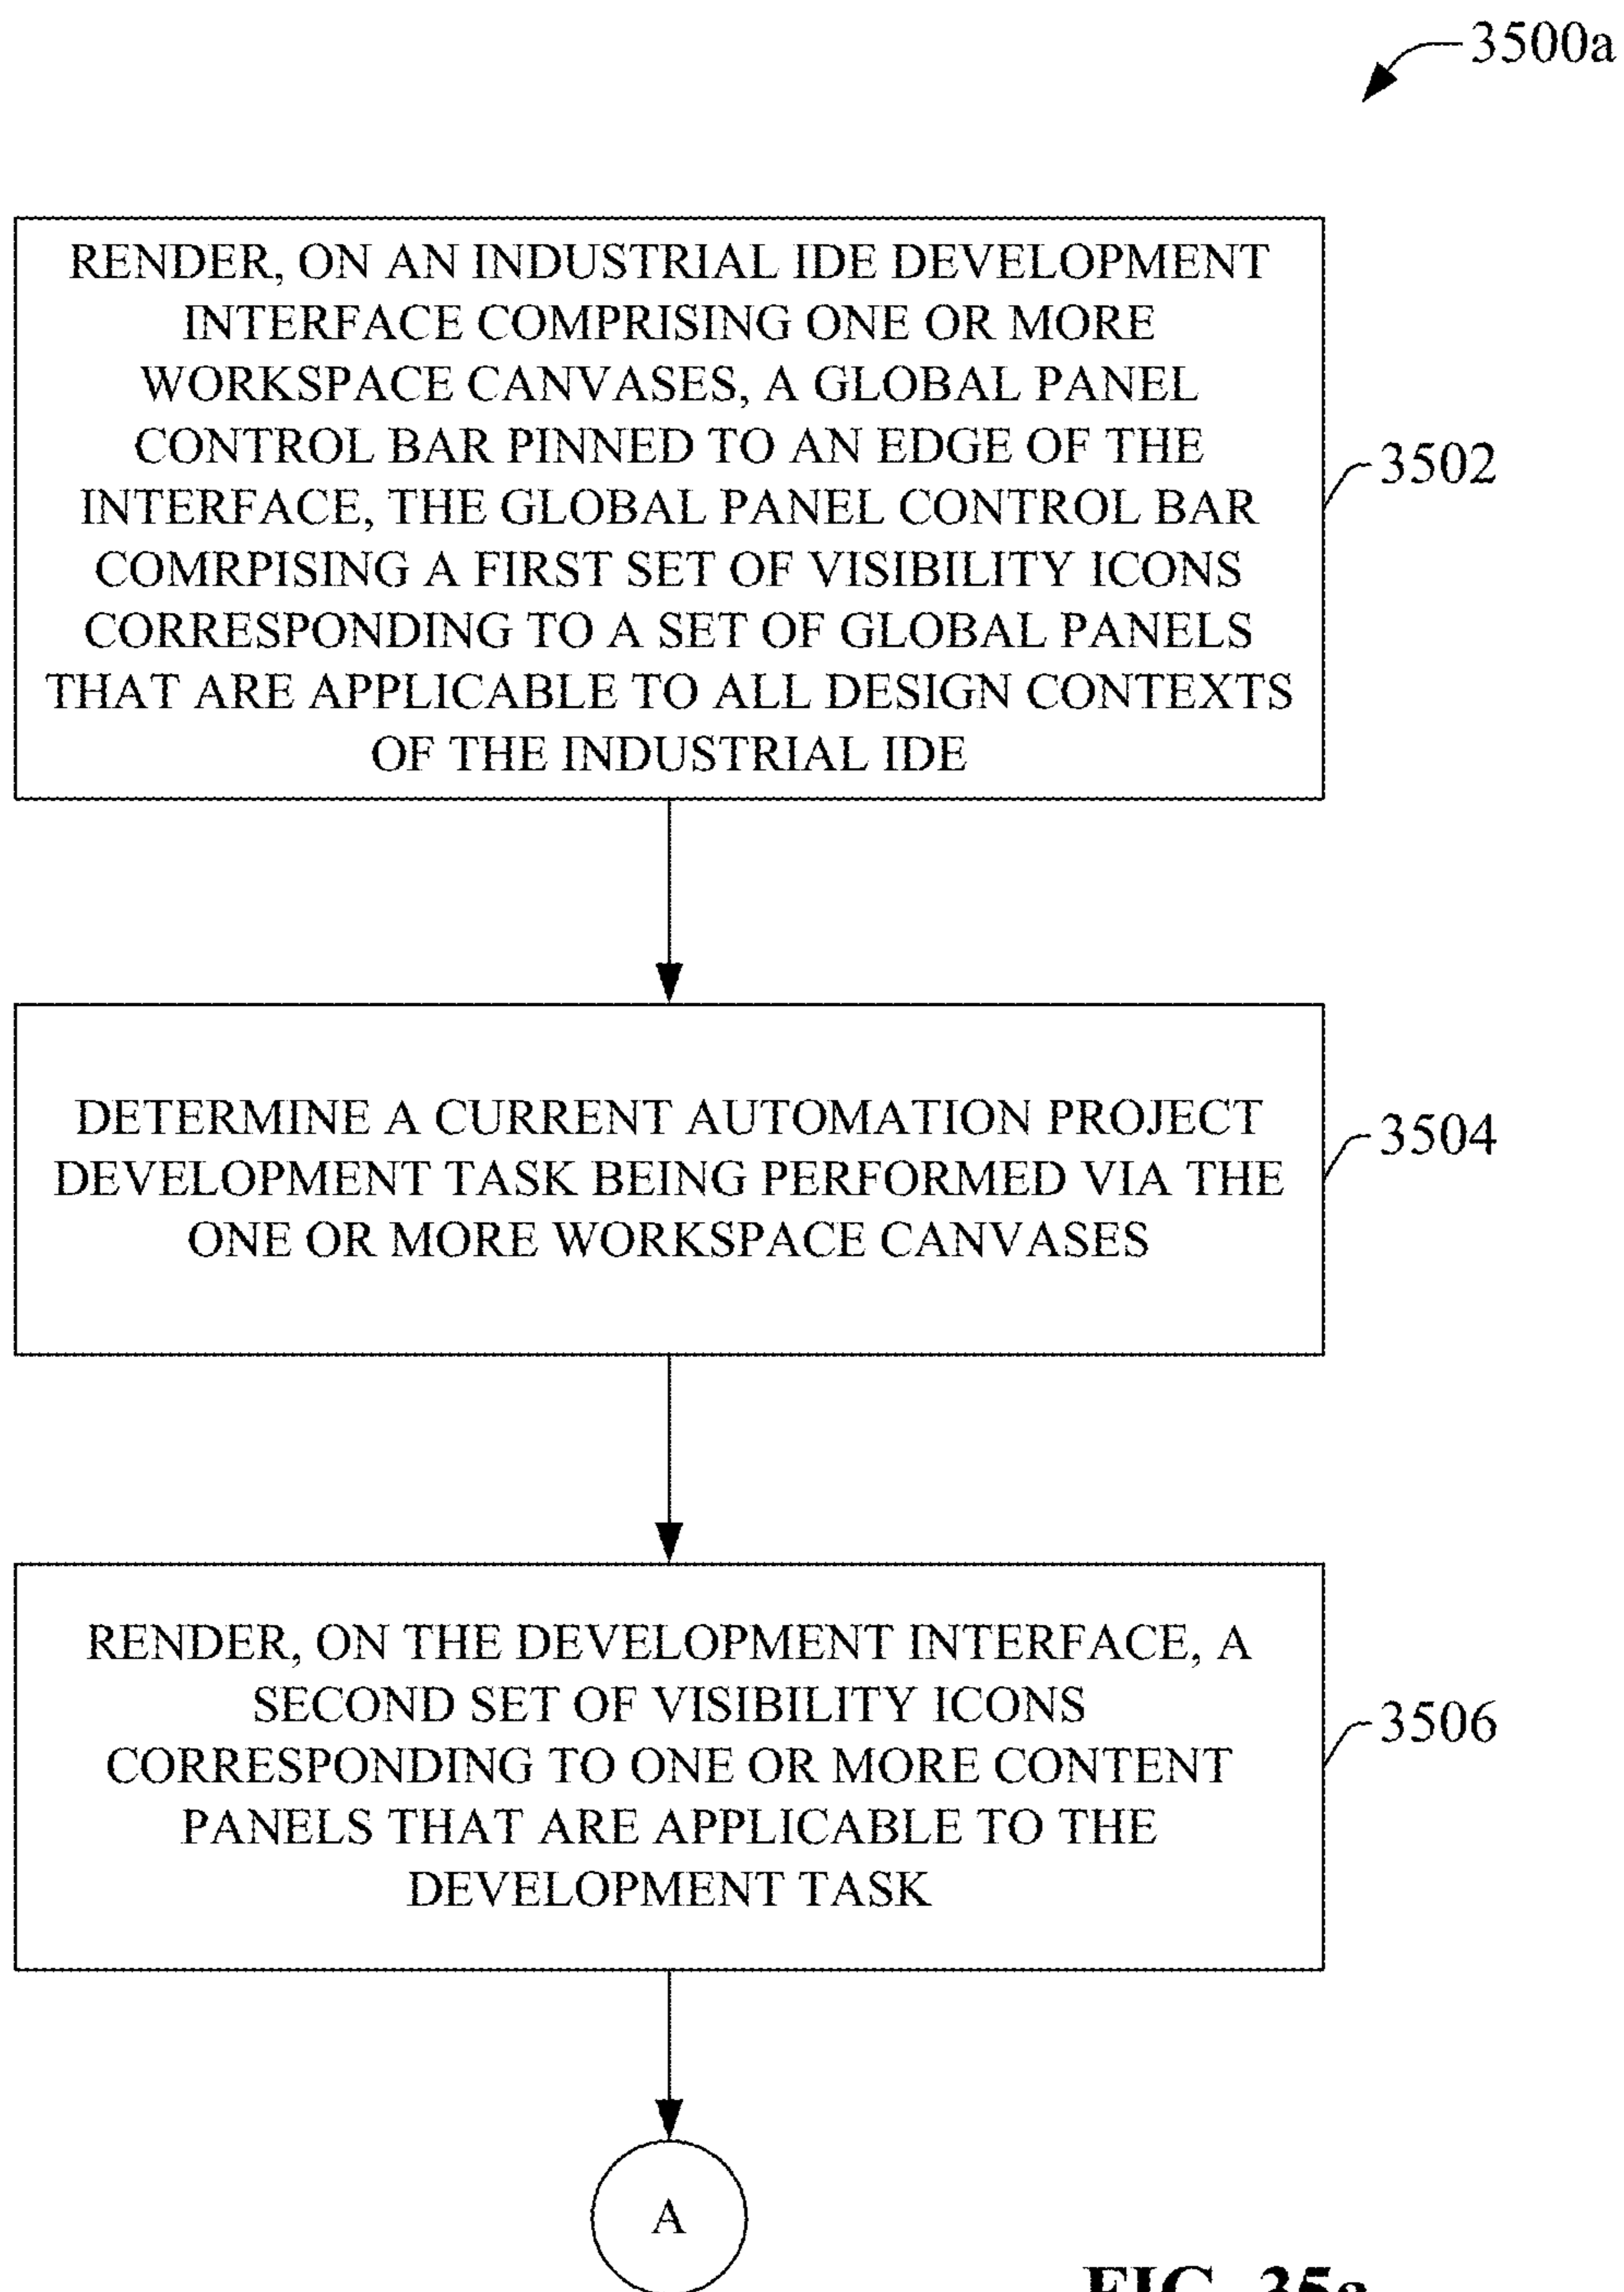 3500a
RENDER, ON AN INDUSTRIAL IDE DEVELOPMENT
INTERFACE COMPRISING ONE OR MORE
WORKSPACE CANVASES, A GLOBAL PANEL
CONTROL BAR PINNED TO AN EDGE OF THE
INTERFACE, THE GLOBAL PANEL CONTROL BAR
COMRPISING A FIRST SET OF VISIBILITY ICONS
CORRESPONDING TO A SET OF GLOBAL PANELS
THAT ARE APPLICABLE TO ALL DESIGN CONTEXTS
OF THE INDUSTRIAL IDE
3502
DETERMINE A CURRENT AUTOMATION PROJECT
DEVELOPMENT TASK BEING PERFORMED VIA THE
ONE OR MORE WORKSPACE CANVASES
3504
RENDER, ON THE DEVELOPMENT INTERFACE, A
SECOND SET OF VISIBILITY ICONS
CORRESPONDING TO ONE OR MORE CONTENT
PANELS THAT ARE APPLICABLE TO THE
DEVELOPMENT TASK
3506
A
FIG. 35a